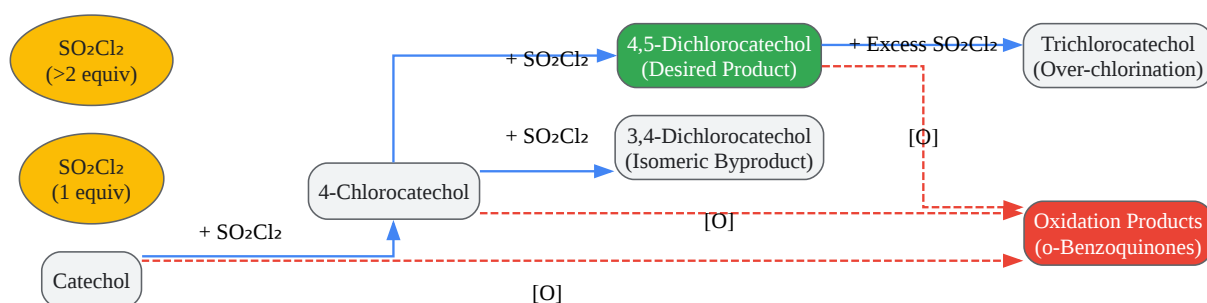 SO₂Cl₂
(>2 equiv)
4,5-Dichlorocatechol
(Desired Product)
+ SO₂Cl₂
+ Excess SO₂Cl₂
Trichlorocatechol
(Over-chlorination)
SO₂Cl₂
(1 equiv)
+ SO₂Cl₂
3,4-Dichlorocatechol
(Isomeric Byproduct)
[O]
4-Chlorocatechol
+ SO₂Cl₂
[O]
Oxidation Products
(o-Benzoquinones)
Catechol
[O]